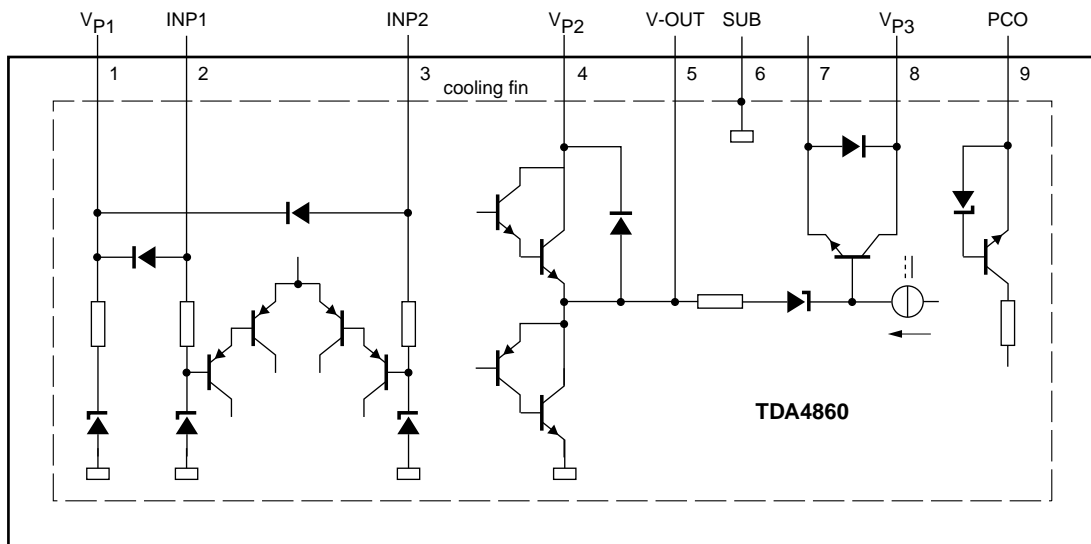 VP1 INP1 INP2 VP2 V-OUT SUB VP3 PCO
1 2 3 4 5 6 7 8 9
cooling fin
TDA4860